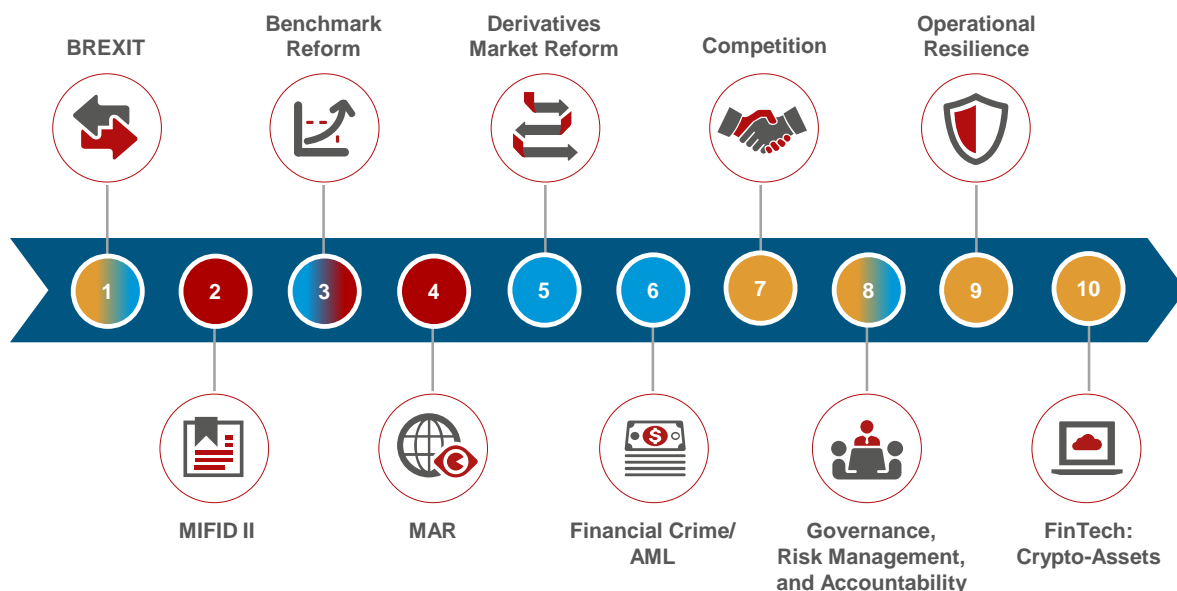 BREXIT
Benchmark
Reform
Derivatives
Market Reform
Competition
Operational
Resilience
1
2
3
4
5
6
7
8
9
10
$
MIFID II
MAR
Financial Crime/
AML
Governance,
Risk Management,
and Accountability
FinTech:
Crypto-Assets